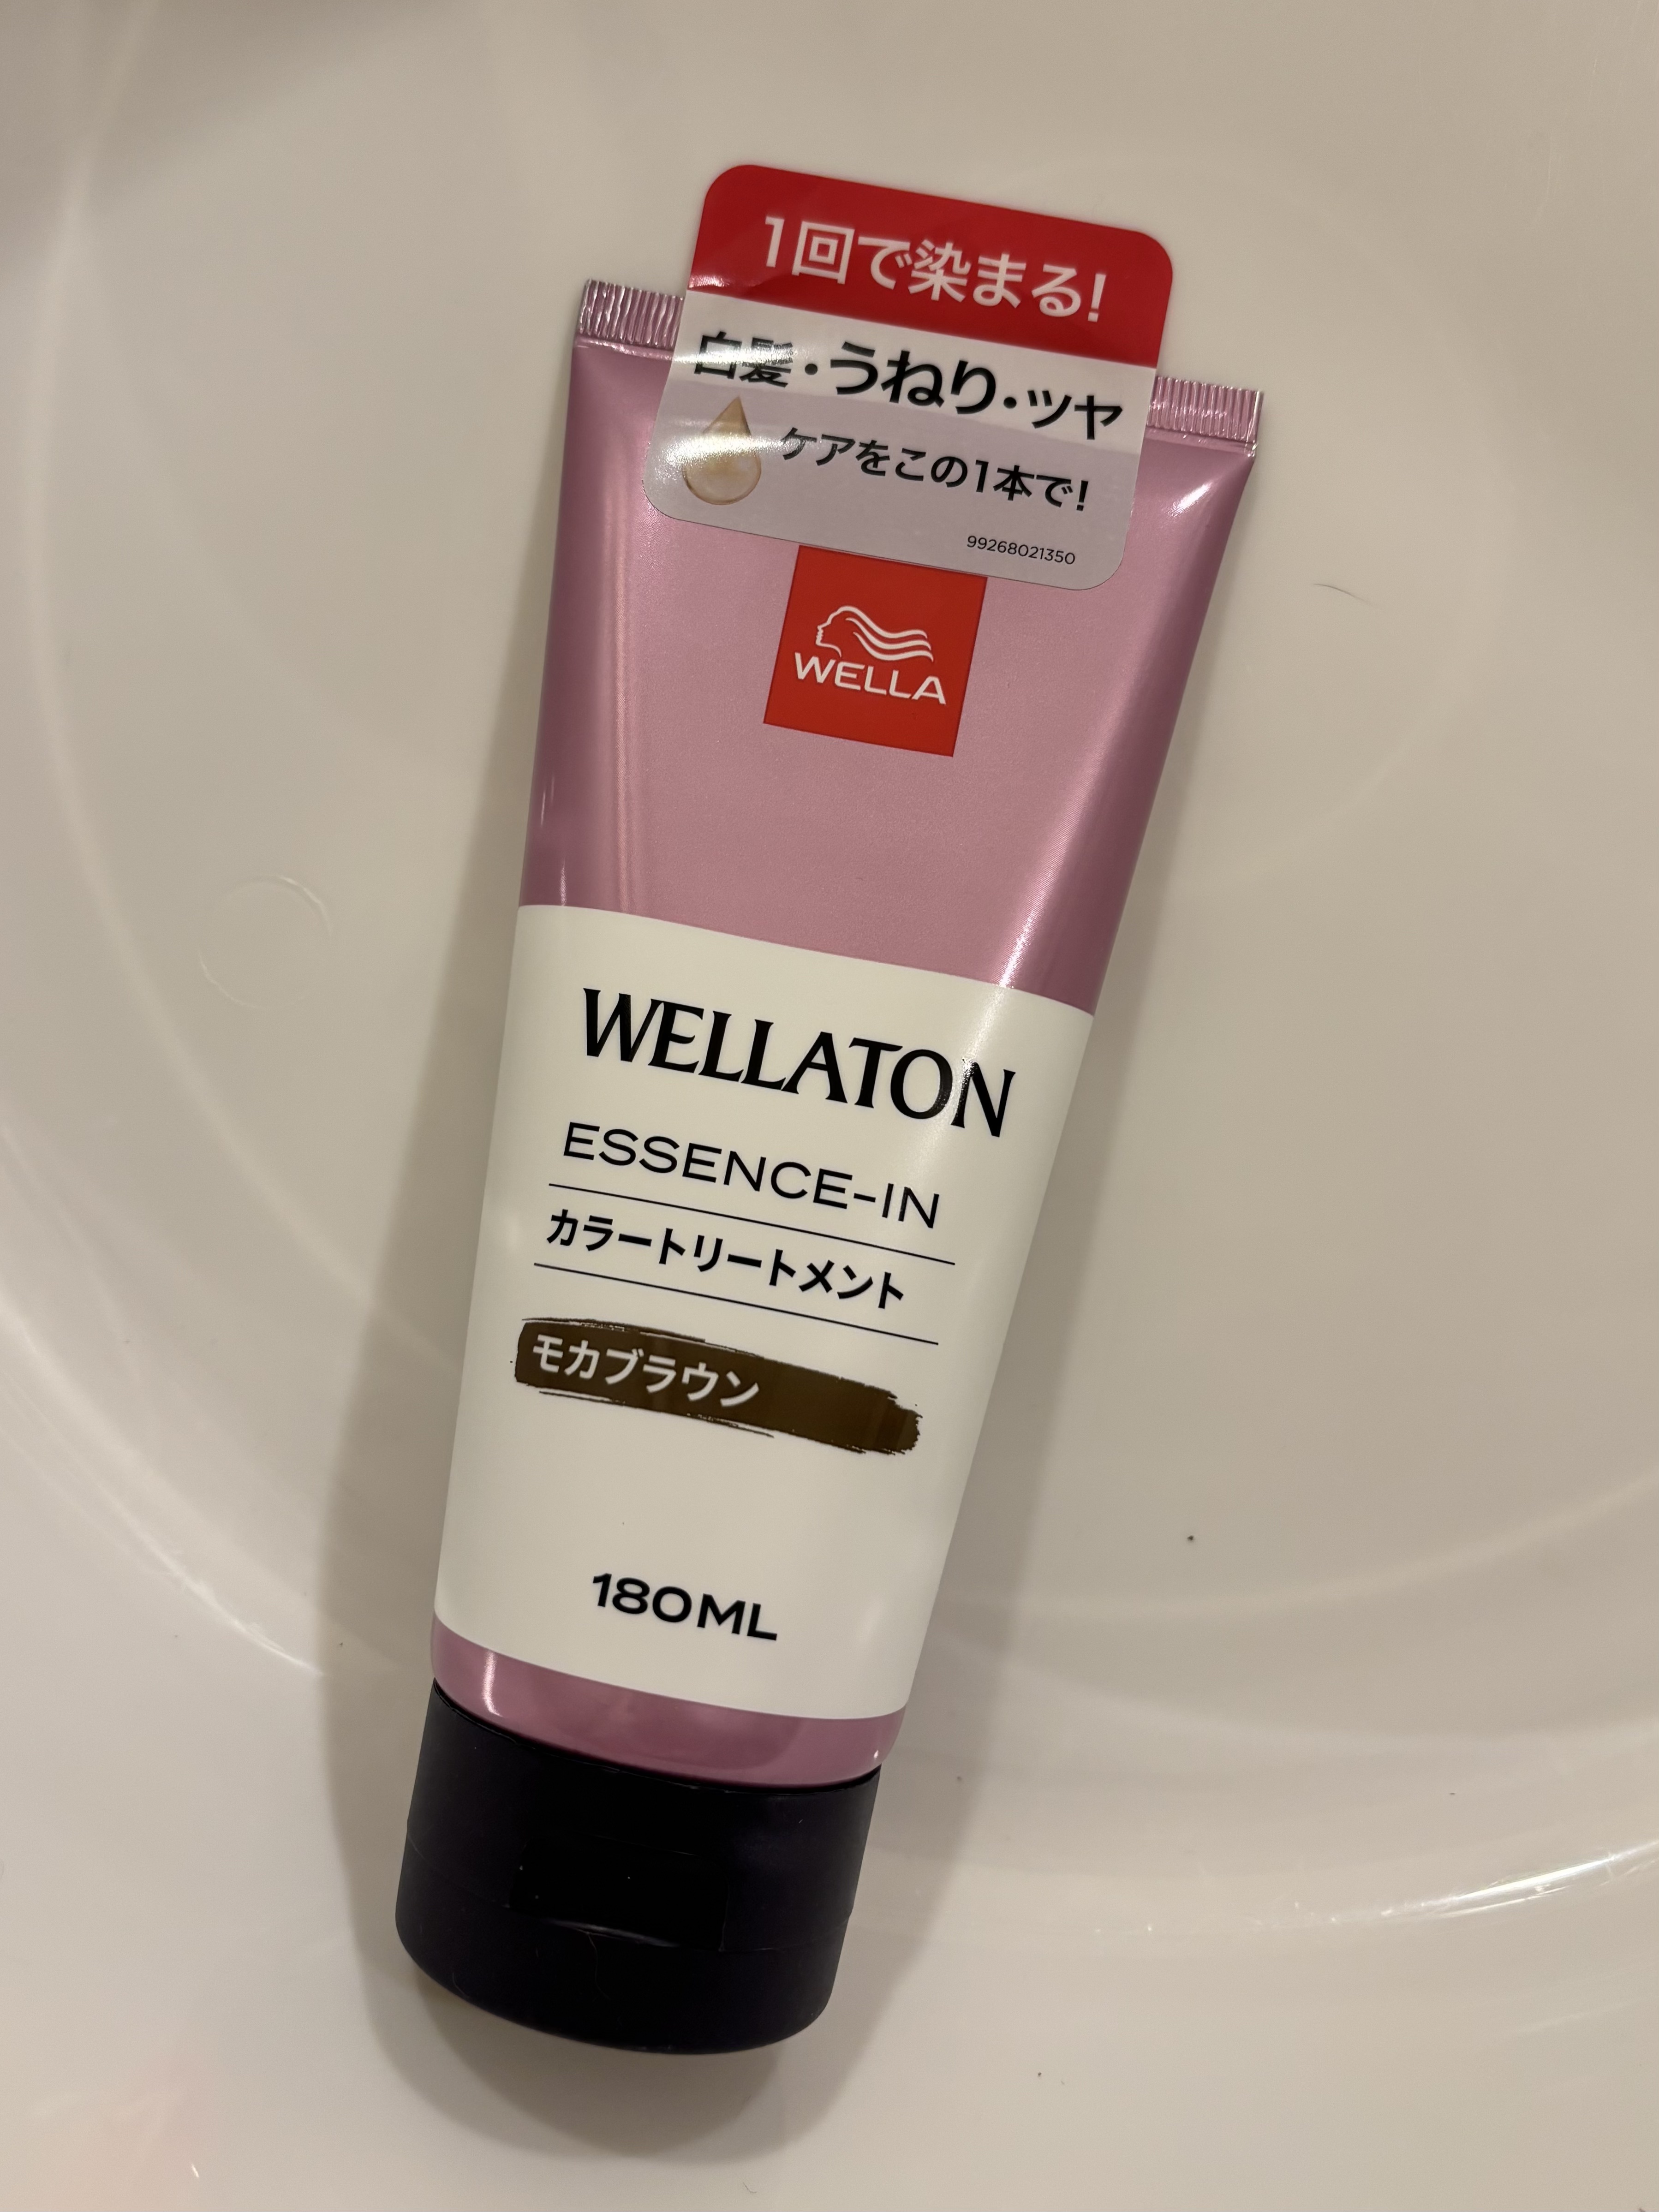 1回で染まる!
白髪・うねり・ツヤ
ケアをこの1本で!
99268021350
WELLA
WELLATON
ESSENCE-IN
カラートリートメント
モカブラウン
180ML